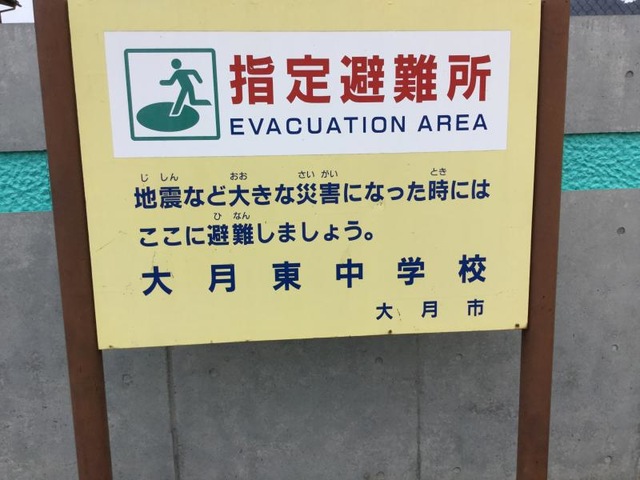 指定避難所
EVACUATION AREA
じ しん おお さい がい とき
地震など大きな災害になった時には
ひ なん
ここに避難しましょう。
大月東中学校
大月市